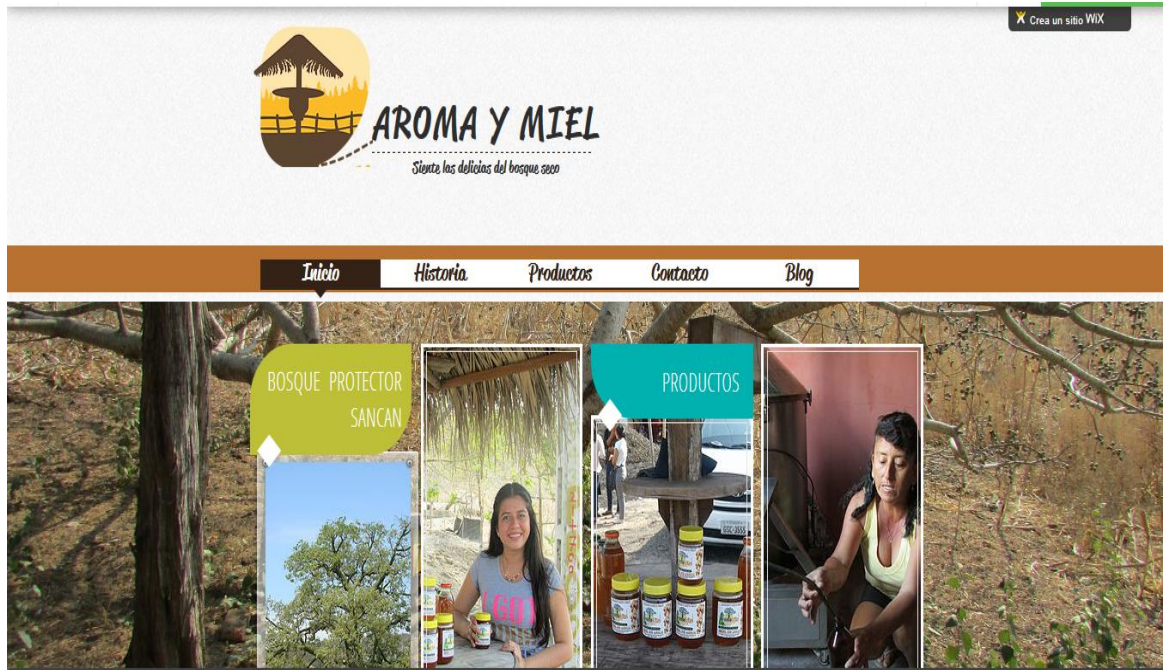 Crea un sitio WiX
AROMA Y MIEL
Siente las delicias del bosque seco
Inicio
Historia
Productos
Contacto
Blog
BOSQUE PROTECTOR
SANCAN
PRODUCTOS